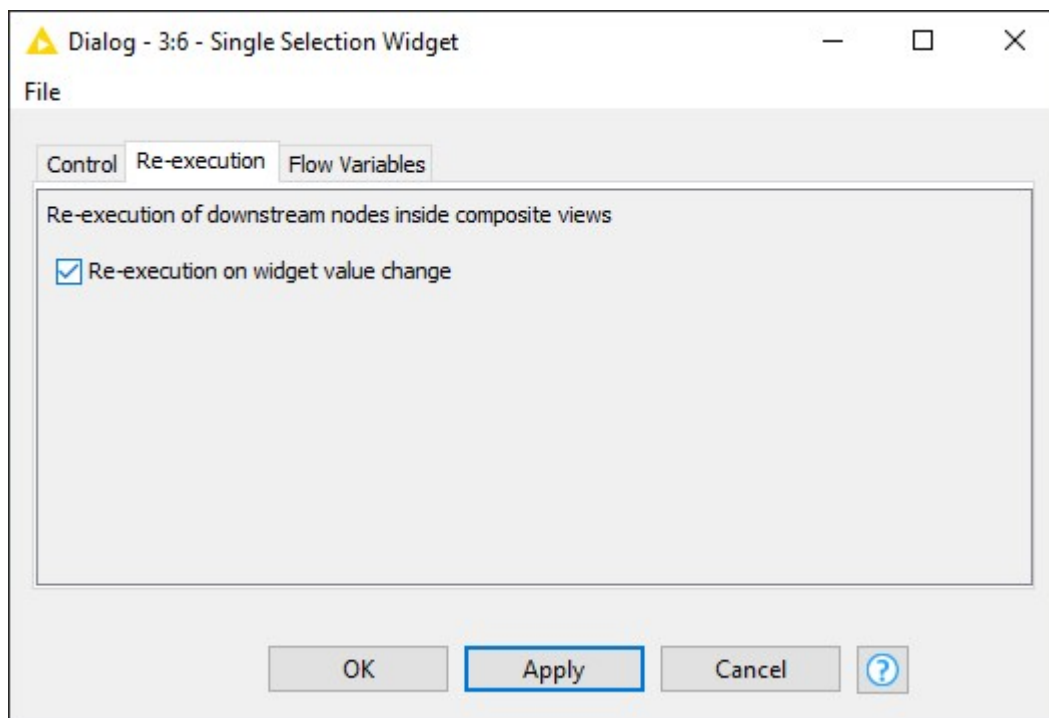 Dialog - 3:6 - Single Selection Widget
File
Control Re-execution Flow Variables
Re-execution of downstream nodes inside composite views
Re-execution on widget value change
OK Apply Cancel ?